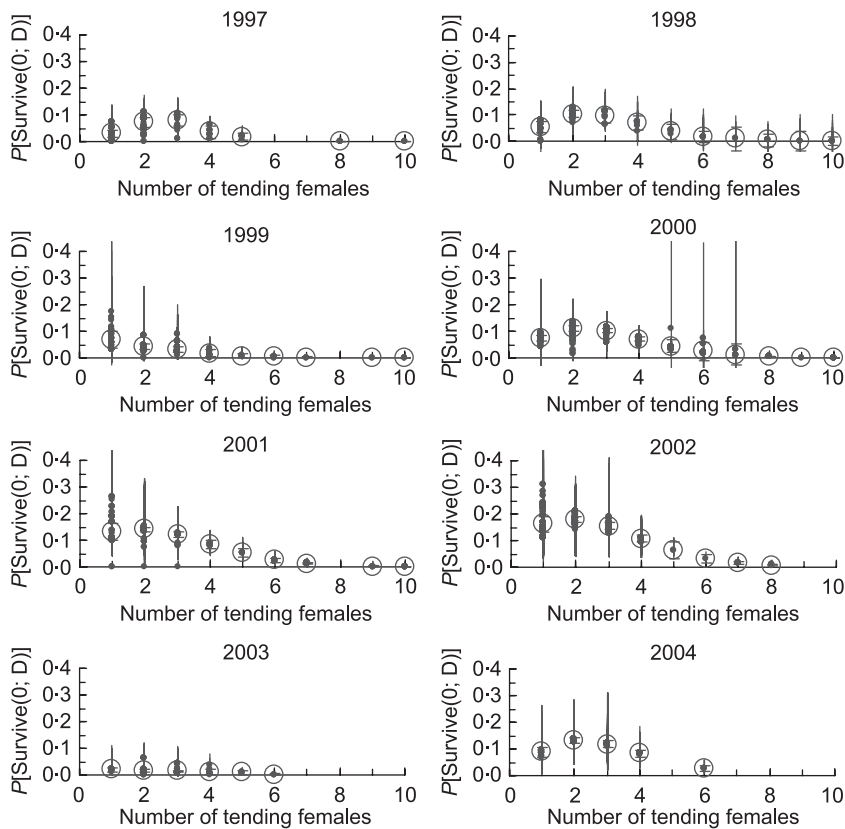 1997
P[Survive(0; D)]
0·4
0·3
0·2
0·1
0·0
0 2 4 6 8 10
Number of tending females
1998
P[Survive(0; D)]
0·4
0·3
0·2
0·1
0·0
0 2 4 6 8 10
Number of tending females
1999
P[Survive(0; D)]
0·4
0·3
0·2
0·1
0·0
0 2 4 6 8 10
Number of tending females
2000
P[Survive(0; D)]
0·4
0·3
0·2
0·1
0·0
0 2 4 6 8 10
Number of tending females
2001
P[Survive(0; D)]
0·4
0·3
0·2
0·1
0·0
0 2 4 6 8 10
Number of tending females
2002
P[Survive(0; D)]
0·4
0·3
0·2
0·1
0·0
0 2 4 6 8 10
Number of tending females
2003
P[Survive(0; D)]
0·4
0·3
0·2
0·1
0·0
0 2 4 6 8 10
Number of tending females
2004
P[Survive(0; D)]
0·4
0·3
0·2
0·1
0·0
0 2 4 6 8 10
Number of tending females